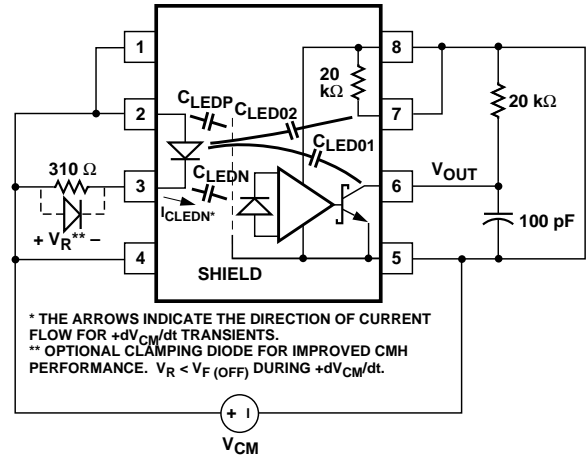 1
8
20
kΩ
CLEDP
CLED02
2
7
20 kΩ
CLED01
310 Ω
VOUT
3
CLEDN
6
ICLEDN*
100 pF
+ VR** –
4
SHIELD
5
* THE ARROWS INDICATE THE DIRECTION OF CURRENT
FLOW FOR +dVCM/dt TRANSIENTS.
** OPTIONAL CLAMPING DIODE FOR IMPROVED CMH
PERFORMANCE. VR < VF (OFF) DURING +dVCM/dt.
+ –
VCM